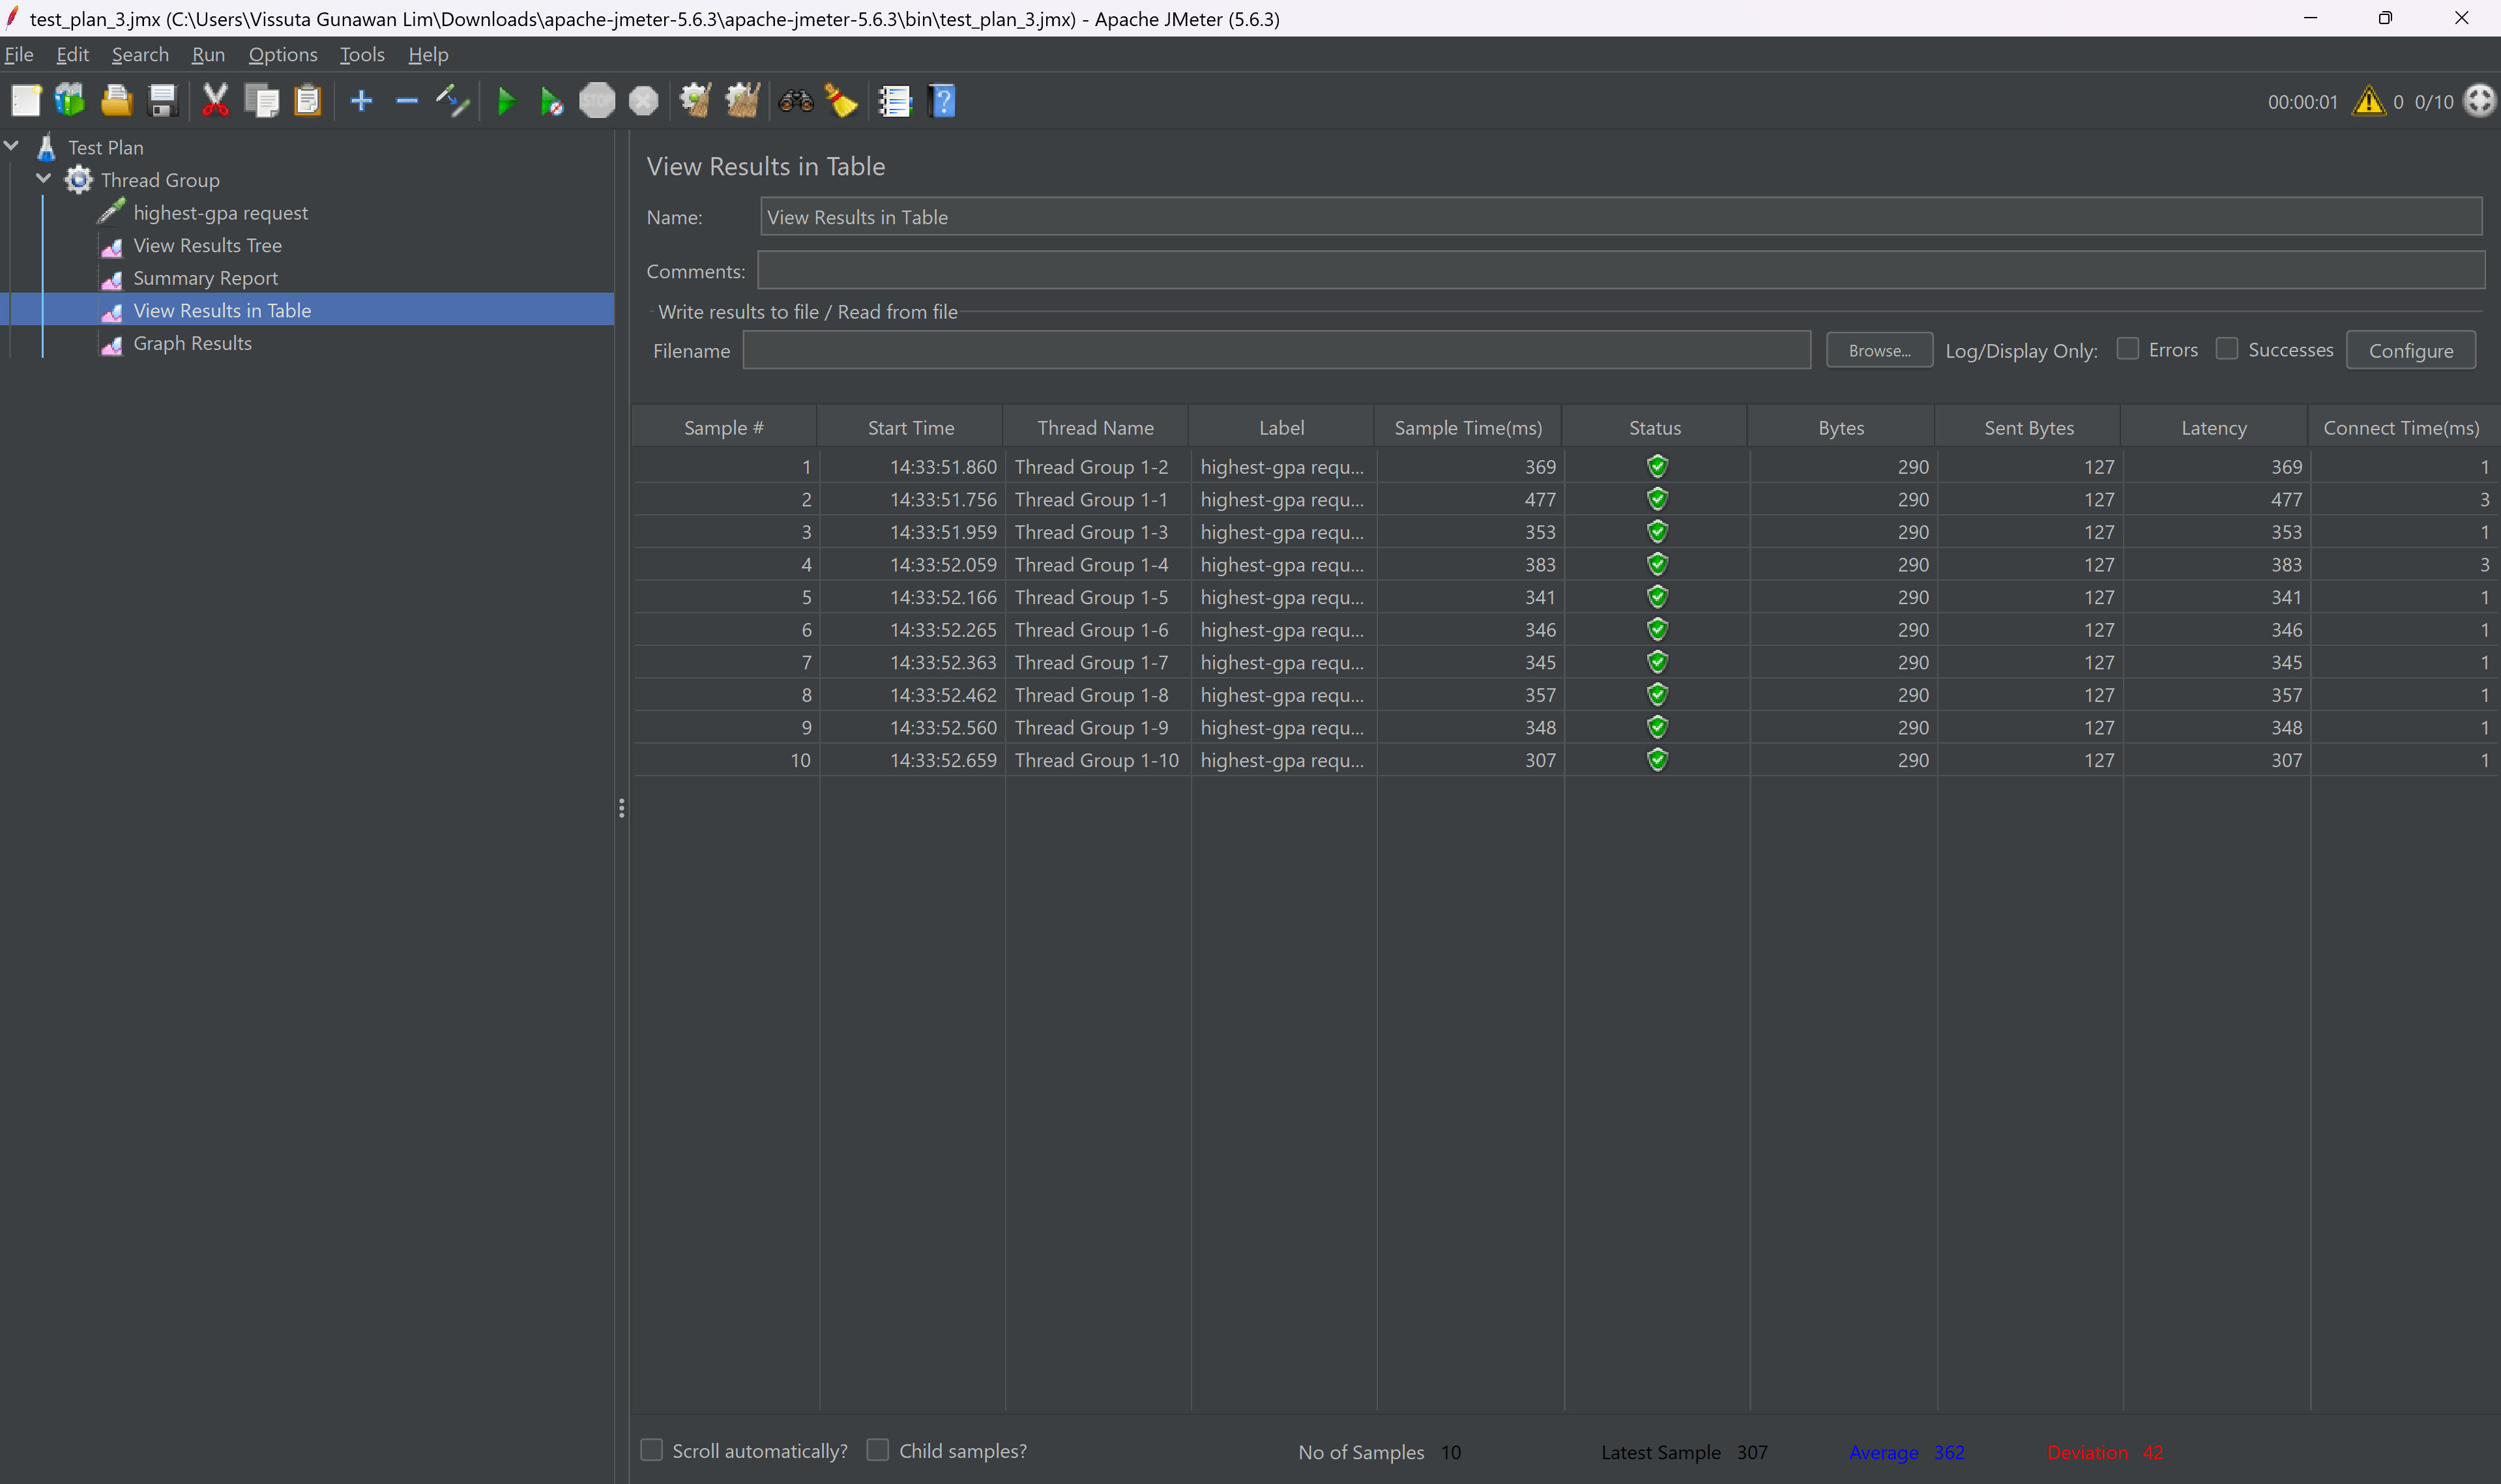 test_plan_3.jmx (C:\Users\Vissuta Gunawan Lim\Downloads\apache-jmeter-5.6.3\apache-jmeter-5.6.3\bin\test_plan_3.jmx) - Apache JMeter (5.6.3)
File Edit Search Run Options Tools Help
STOP ? 00:00:01 0 0/10
Test Plan
Thread Group
highest-gpa request
View Results Tree
Summary Report
View Results in Table
Graph Results
View Results in Table
Name: View Results in Table
Comments:
Write results to file / Read from file
Filename Browse... Log/Display Only: Errors Successes Configure
Sample # Start Time Thread Name Label Sample Time(ms) Status Bytes Sent Bytes Latency Connect Time(ms)
1 14:33:51.860 Thread Group 1-2 highest-gpa requ... 369 290 127 369 1
2 14:33:51.756 Thread Group 1-1 highest-gpa requ... 477 290 127 477 3
3 14:33:51.959 Thread Group 1-3 highest-gpa requ... 353 290 127 353 1
4 14:33:52.059 Thread Group 1-4 highest-gpa requ... 383 290 127 383 3
5 14:33:52.166 Thread Group 1-5 highest-gpa requ... 341 290 127 341 1
6 14:33:52.265 Thread Group 1-6 highest-gpa requ... 346 290 127 346 1
7 14:33:52.363 Thread Group 1-7 highest-gpa requ... 345 290 127 345 1
8 14:33:52.462 Thread Group 1-8 highest-gpa requ... 357 290 127 357 1
9 14:33:52.560 Thread Group 1-9 highest-gpa requ... 348 290 127 348 1
10 14:33:52.659 Thread Group 1-10 highest-gpa requ... 307 290 127 307 1
Scroll automatically? Child samples? No of Samples 10 Latest Sample 307 Average 362 Deviation 42